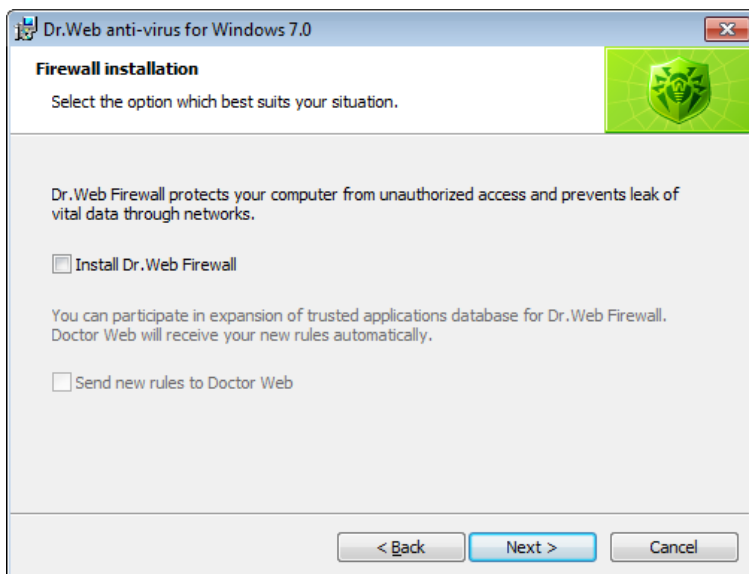 Dr.Web anti-virus for Windows 7.0
Firewall installation
Select the option which best suits your situation.
Dr.Web Firewall protects your computer from unauthorized access and prevents leak of
vital data through networks.
Install Dr.Web Firewall
You can participate in expansion of trusted applications database for Dr.Web Firewall.
Doctor Web will receive your new rules automatically.
Send new rules to Doctor Web
< Back
Next >
Cancel